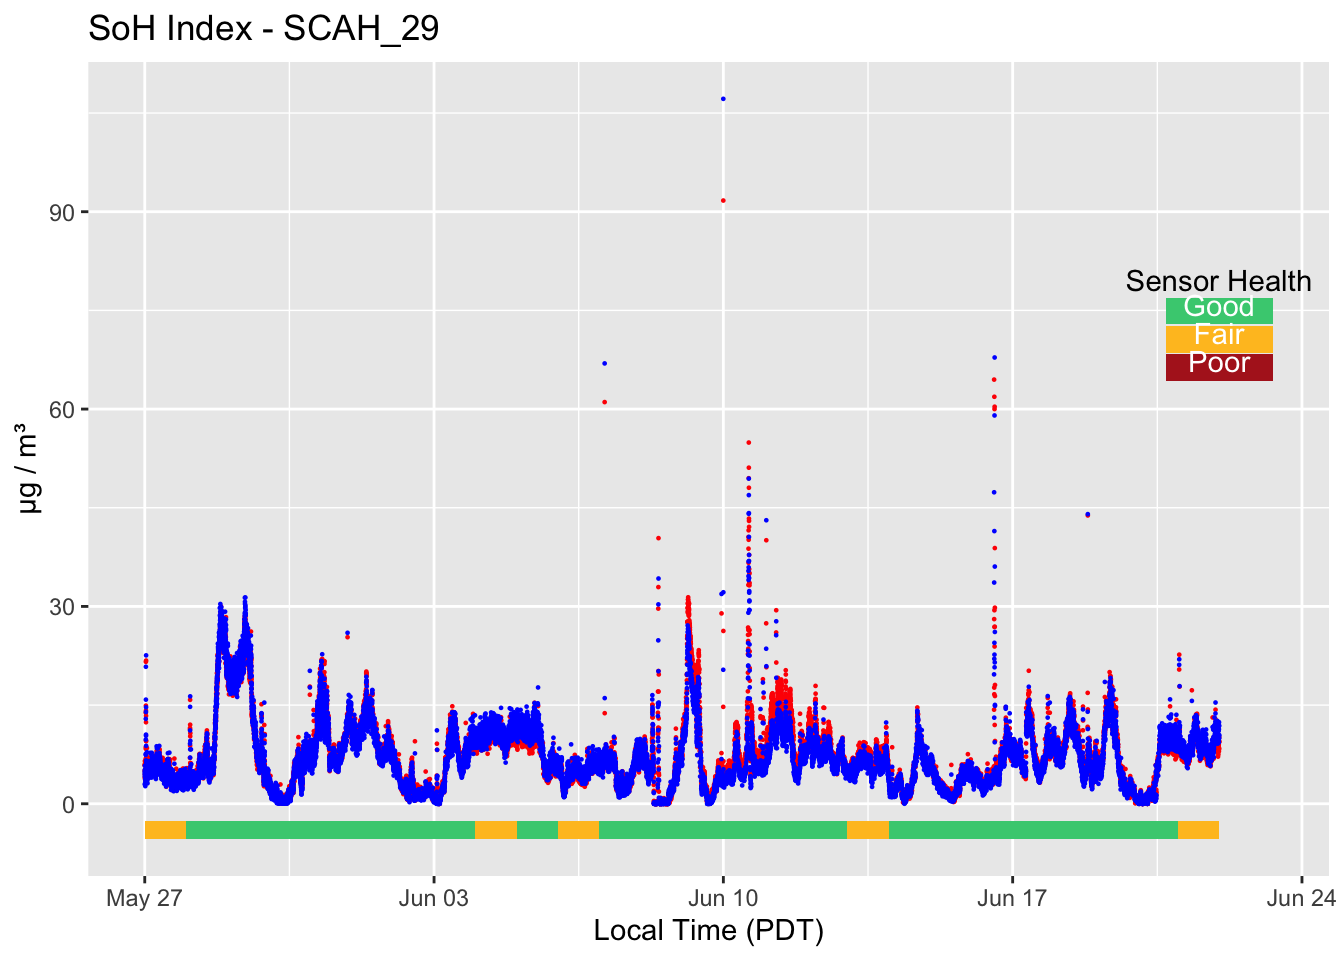 SoH Index - SCAH_29
90
60
30
0
µg / m³
Sensor Health
Good
Fair
Poor
May 27
Jun 03
Jun 10
Jun 17
Jun 24
Local Time (PDT)